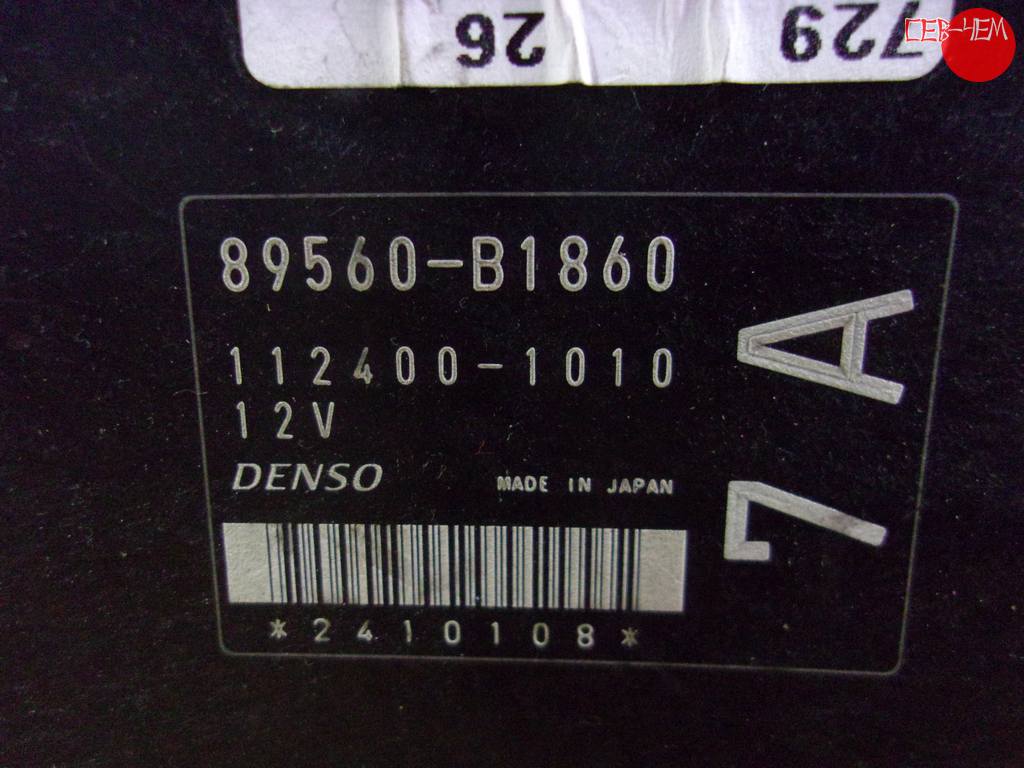 26
729
СЕВ-ЧЕМ
89560-B1860
112400-1010
12V
DENSO
MADE IN JAPAN
*2410108*
7A